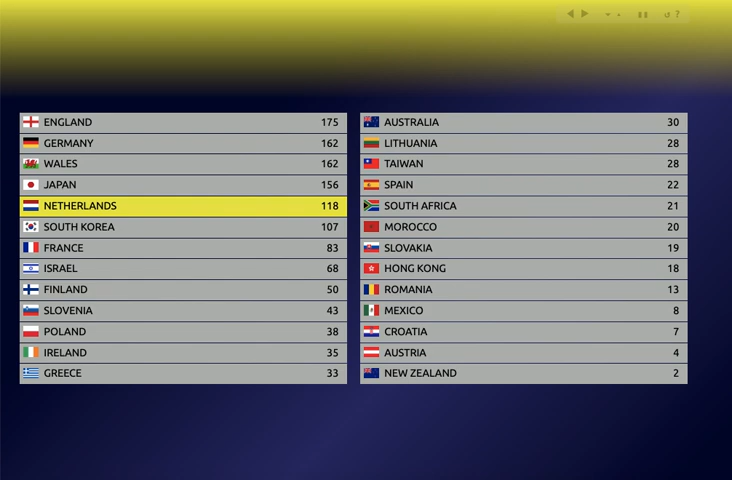 ENGLAND 175
GERMANY 162
WALES 162
JAPAN 156
NETHERLANDS 118
SOUTH KOREA 107
FRANCE 83
ISRAEL 68
FINLAND 50
SLOVENIA 43
POLAND 38
IRELAND 35
GREECE 33
AUSTRALIA 30
LITHUANIA 28
TAIWAN 28
SPAIN 22
SOUTH AFRICA 21
MOROCCO 20
SLOVAKIA 19
HONG KONG 18
ROMANIA 13
MEXICO 8
CROATIA 7
AUSTRIA 4
NEW ZEALAND 2